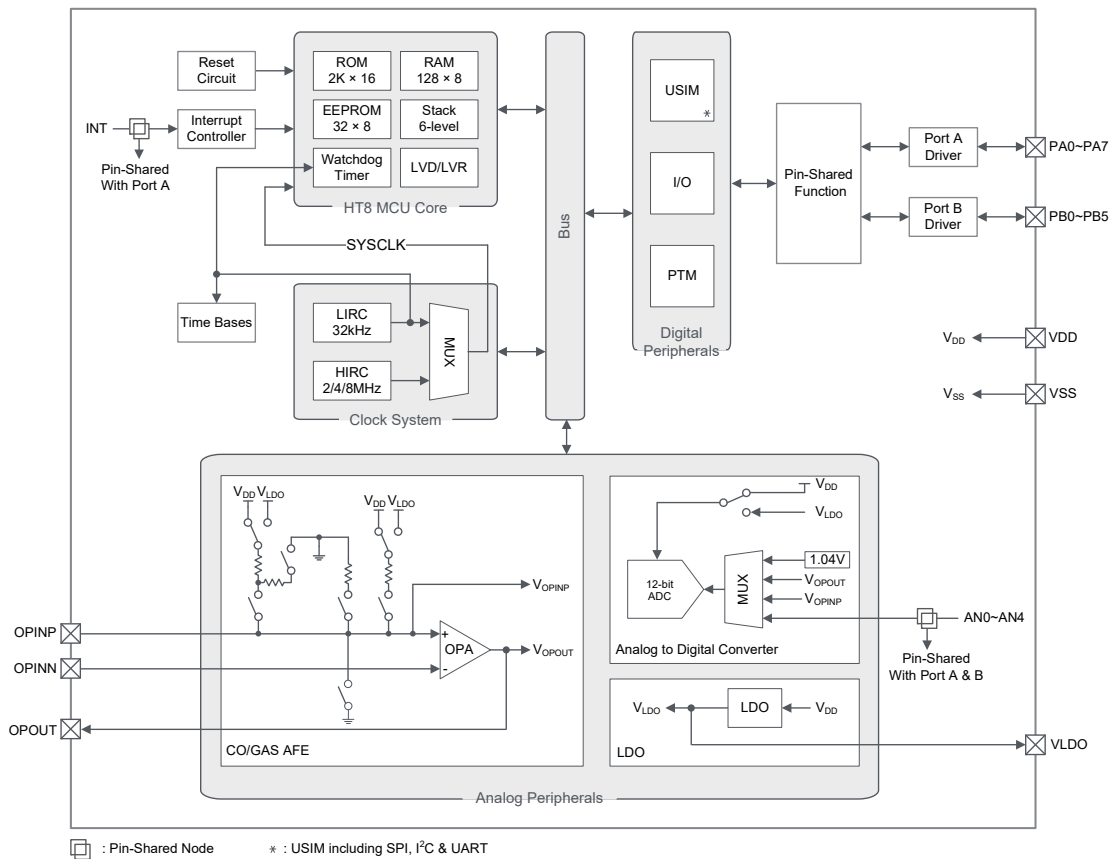 Reset
Circuit
ROM
2K × 16
RAM
128 × 8
USIM
*
INT
Interrupt
Controller
EEPROM
32 × 8
Stack
6-level
Pin-Shared
With Port A
Watchdog
Timer
LVD/LVR
HT8 MCU Core
SYSCLK
Bus
I/O
PTM
Digital
Peripherals
Pin-Shared
Function
Port A
Driver
PA0~PA7
Port B
Driver
PB0~PB5
Time Bases
LIRC
32kHz
HIRC
2/4/8MHz
MUX
Clock System
VDD
VDD
VSS
VSS
VDD VLDO
VDD VLDO
VOPINP
OPINP
OPINN
OPOUT
+
-
OPA
VOPOUT
CO/GAS AFE
VDD
VLDO
12-bit
ADC
MUX
1.04V
VOPOUT
VOPINP
AN0~AN4
Analog to Digital Converter
Pin-Shared
With Port A & B
VLDO
LDO
VDD
LDO
VLDO
Analog Peripherals
: Pin-Shared Node
* : USIM including SPI, I²C & UART